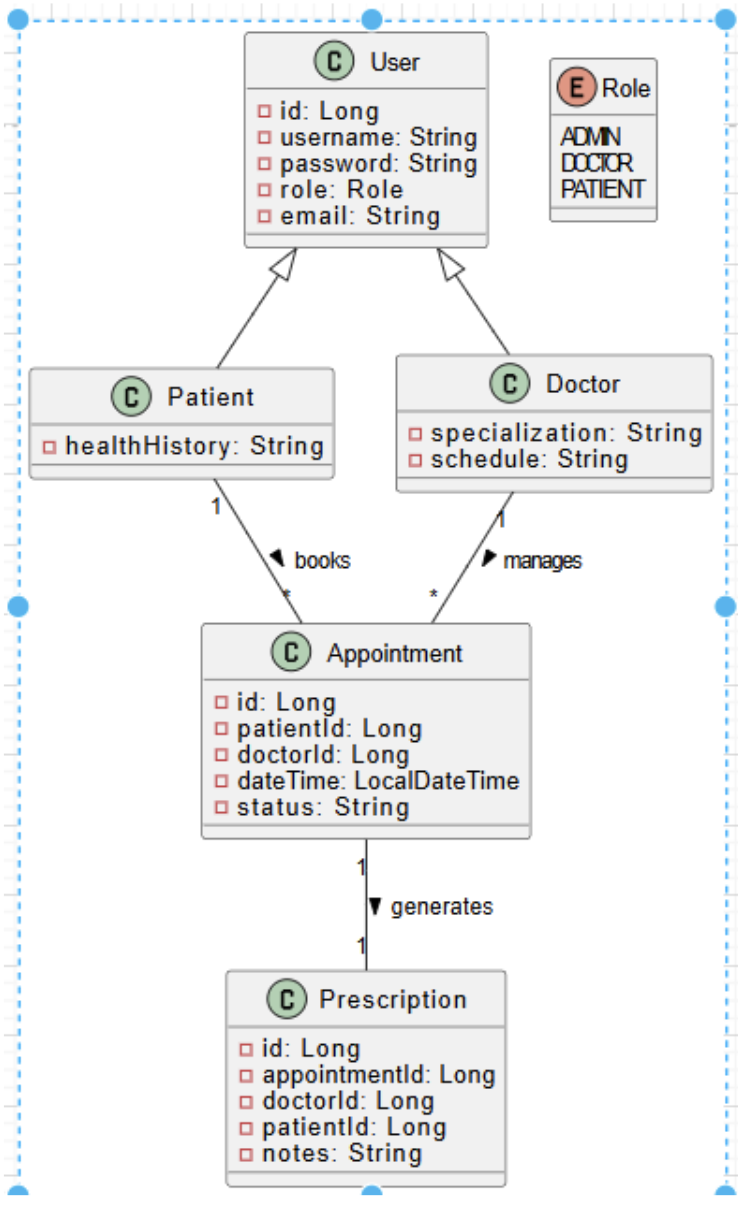 C User
id: Long
username: String
password: String
role: Role
email: String
E Role
ADMIN
DOCTOR
PATIENT
C Patient
healthHistory: String
C Doctor
specialization: String
schedule: String
1
1
books
manages
*
*
C Appointment
id: Long
patientId: Long
doctorId: Long
dateTime: LocalDateTime
status: String
1
generates
1
C Prescription
id: Long
appointmentId: Long
doctorId: Long
patientId: Long
notes: String